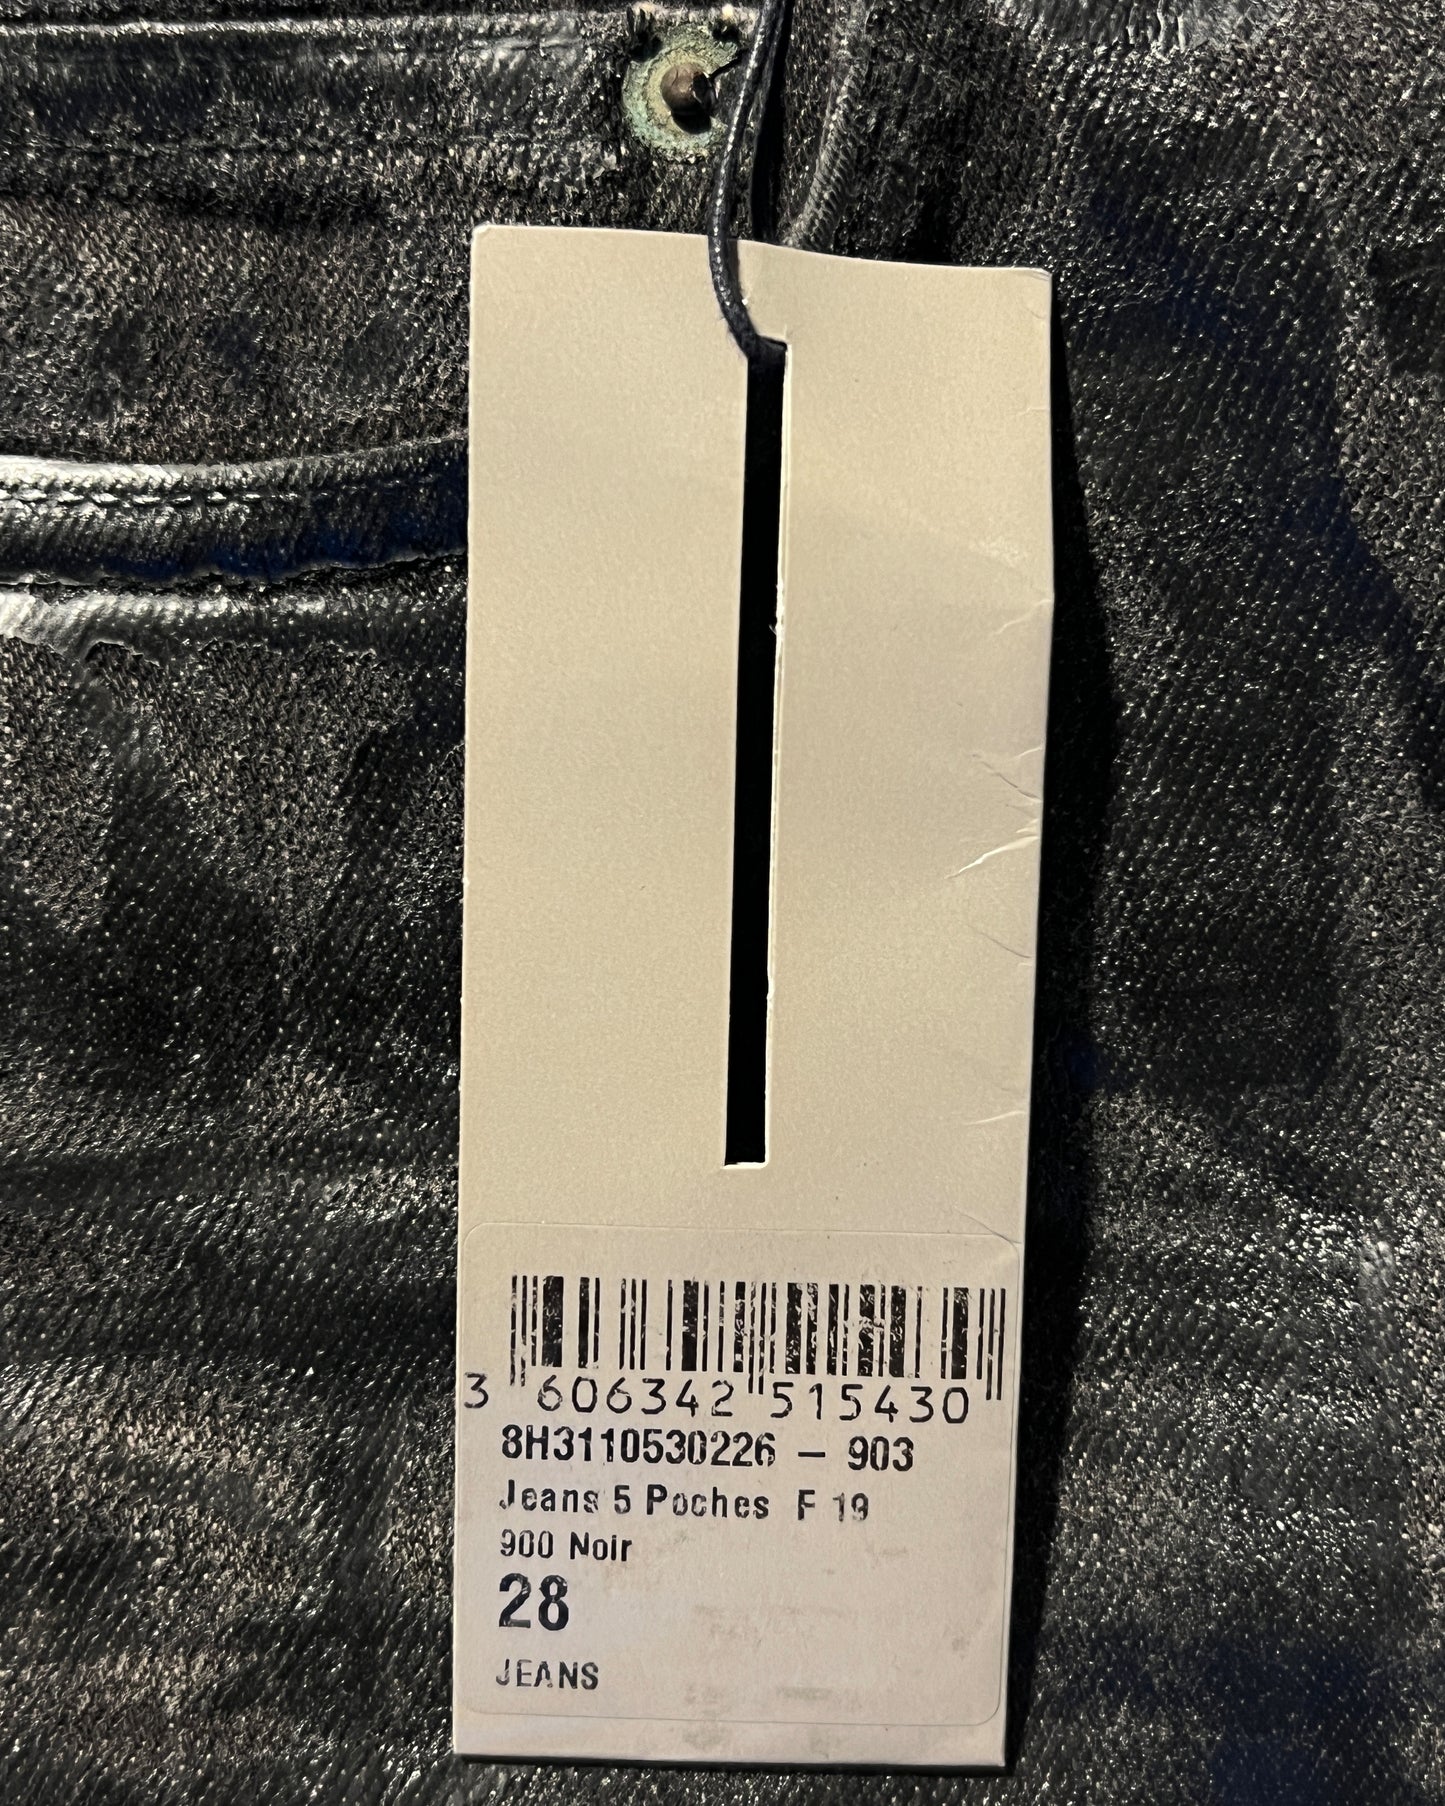 3 606342 515430
8H3110530226 – 903
Jeans 5 Poches F 19
900 Noir
28
JEANS